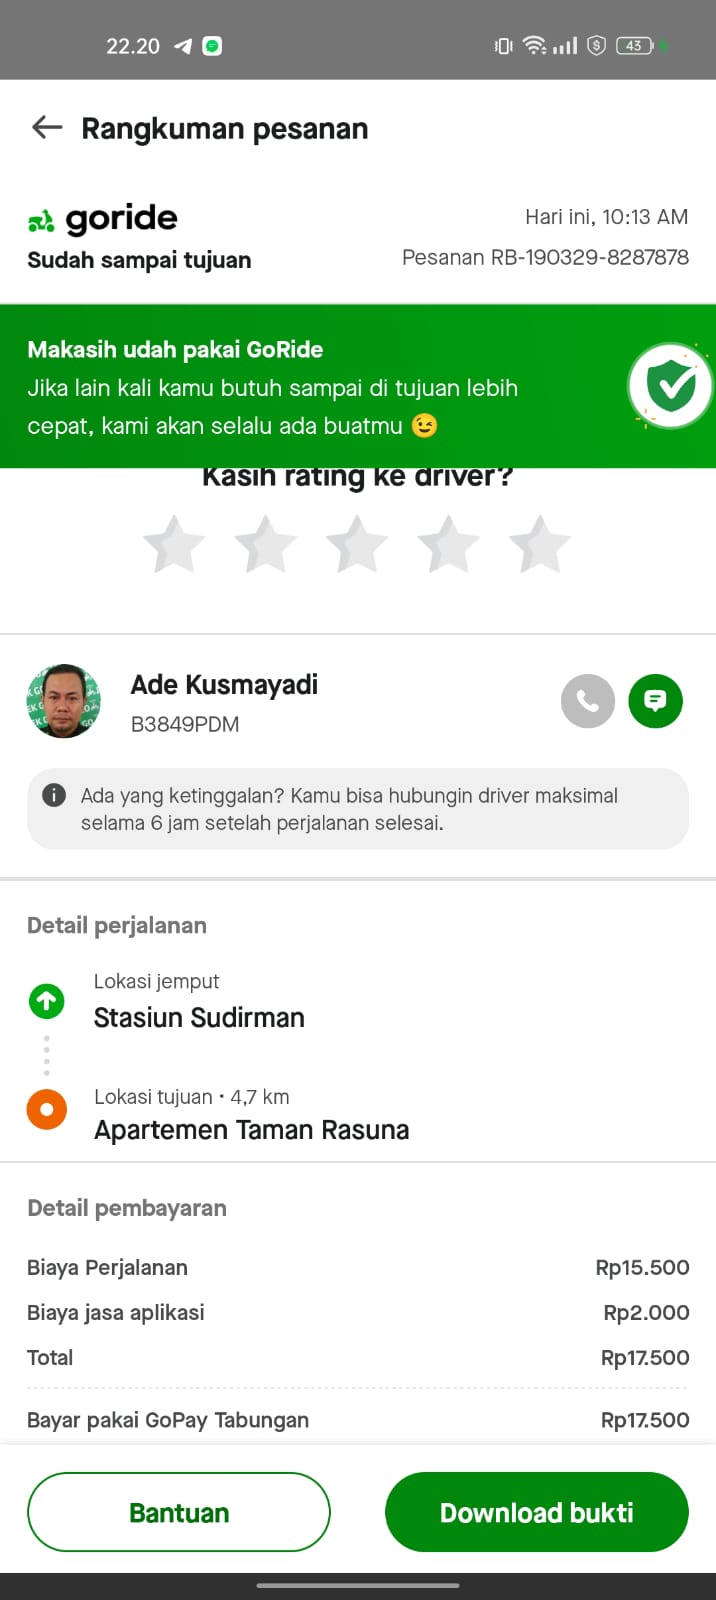 22.20
43
Rangkuman pesanan
goride
Hari ini, 10:13 AM
Sudah sampai tujuan
Pesanan RB-190329-8287878
Makasih udah pakai GoRide
Jika lain kali kamu butuh sampai di tujuan lebih
cepat, kami akan selalu ada buatmu 😉
Kasih rating ke driver?
Ade Kusmayadi
B3849PDM
Ada yang ketinggalan? Kamu bisa hubungin driver maksimal
selama 6 jam setelah perjalanan selesai.
Detail perjalanan
Lokasi jemput
Stasiun Sudirman
Lokasi tujuan • 4,7 km
Apartemen Taman Rasuna
Detail pembayaran
Biaya Perjalanan Rp15.500
Biaya jasa aplikasi Rp2.000
Total Rp17.500
Bayar pakai GoPay Tabungan Rp17.500
Bantuan
Download bukti